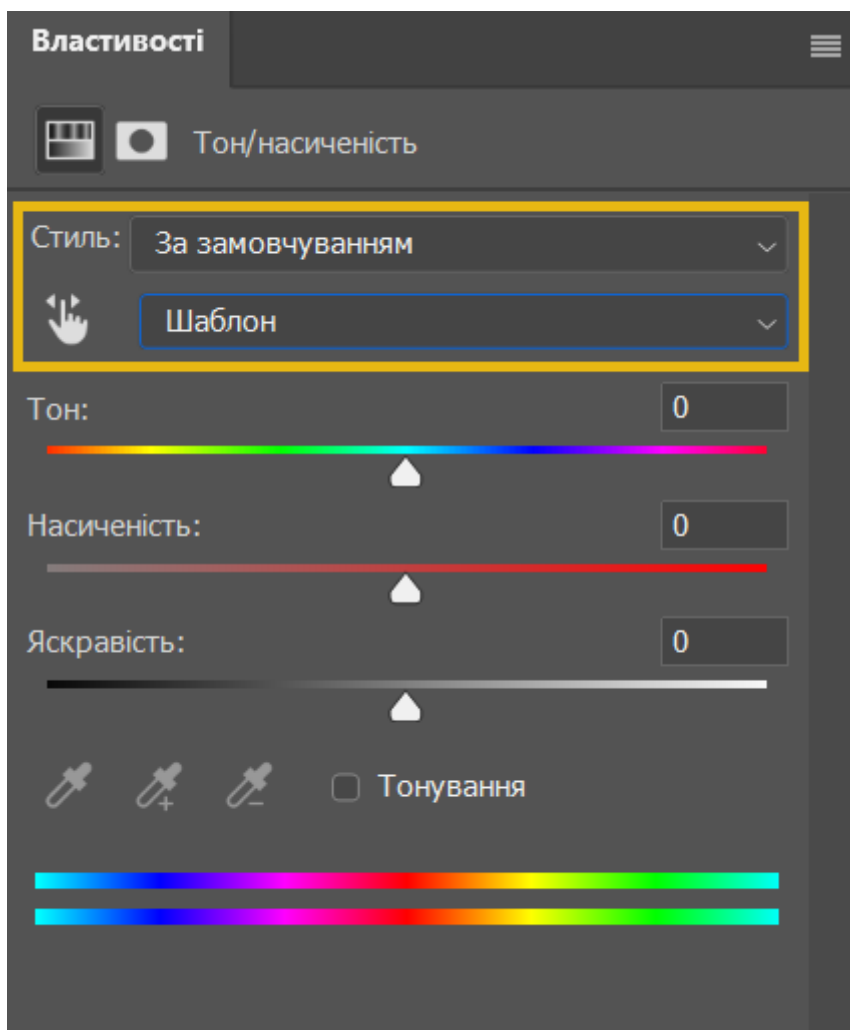 Властивості
Тон/насиченість
Стиль: За замовчуванням
Шаблон
Тон: 0
Насиченість: 0
Яскравість: 0
Тонування